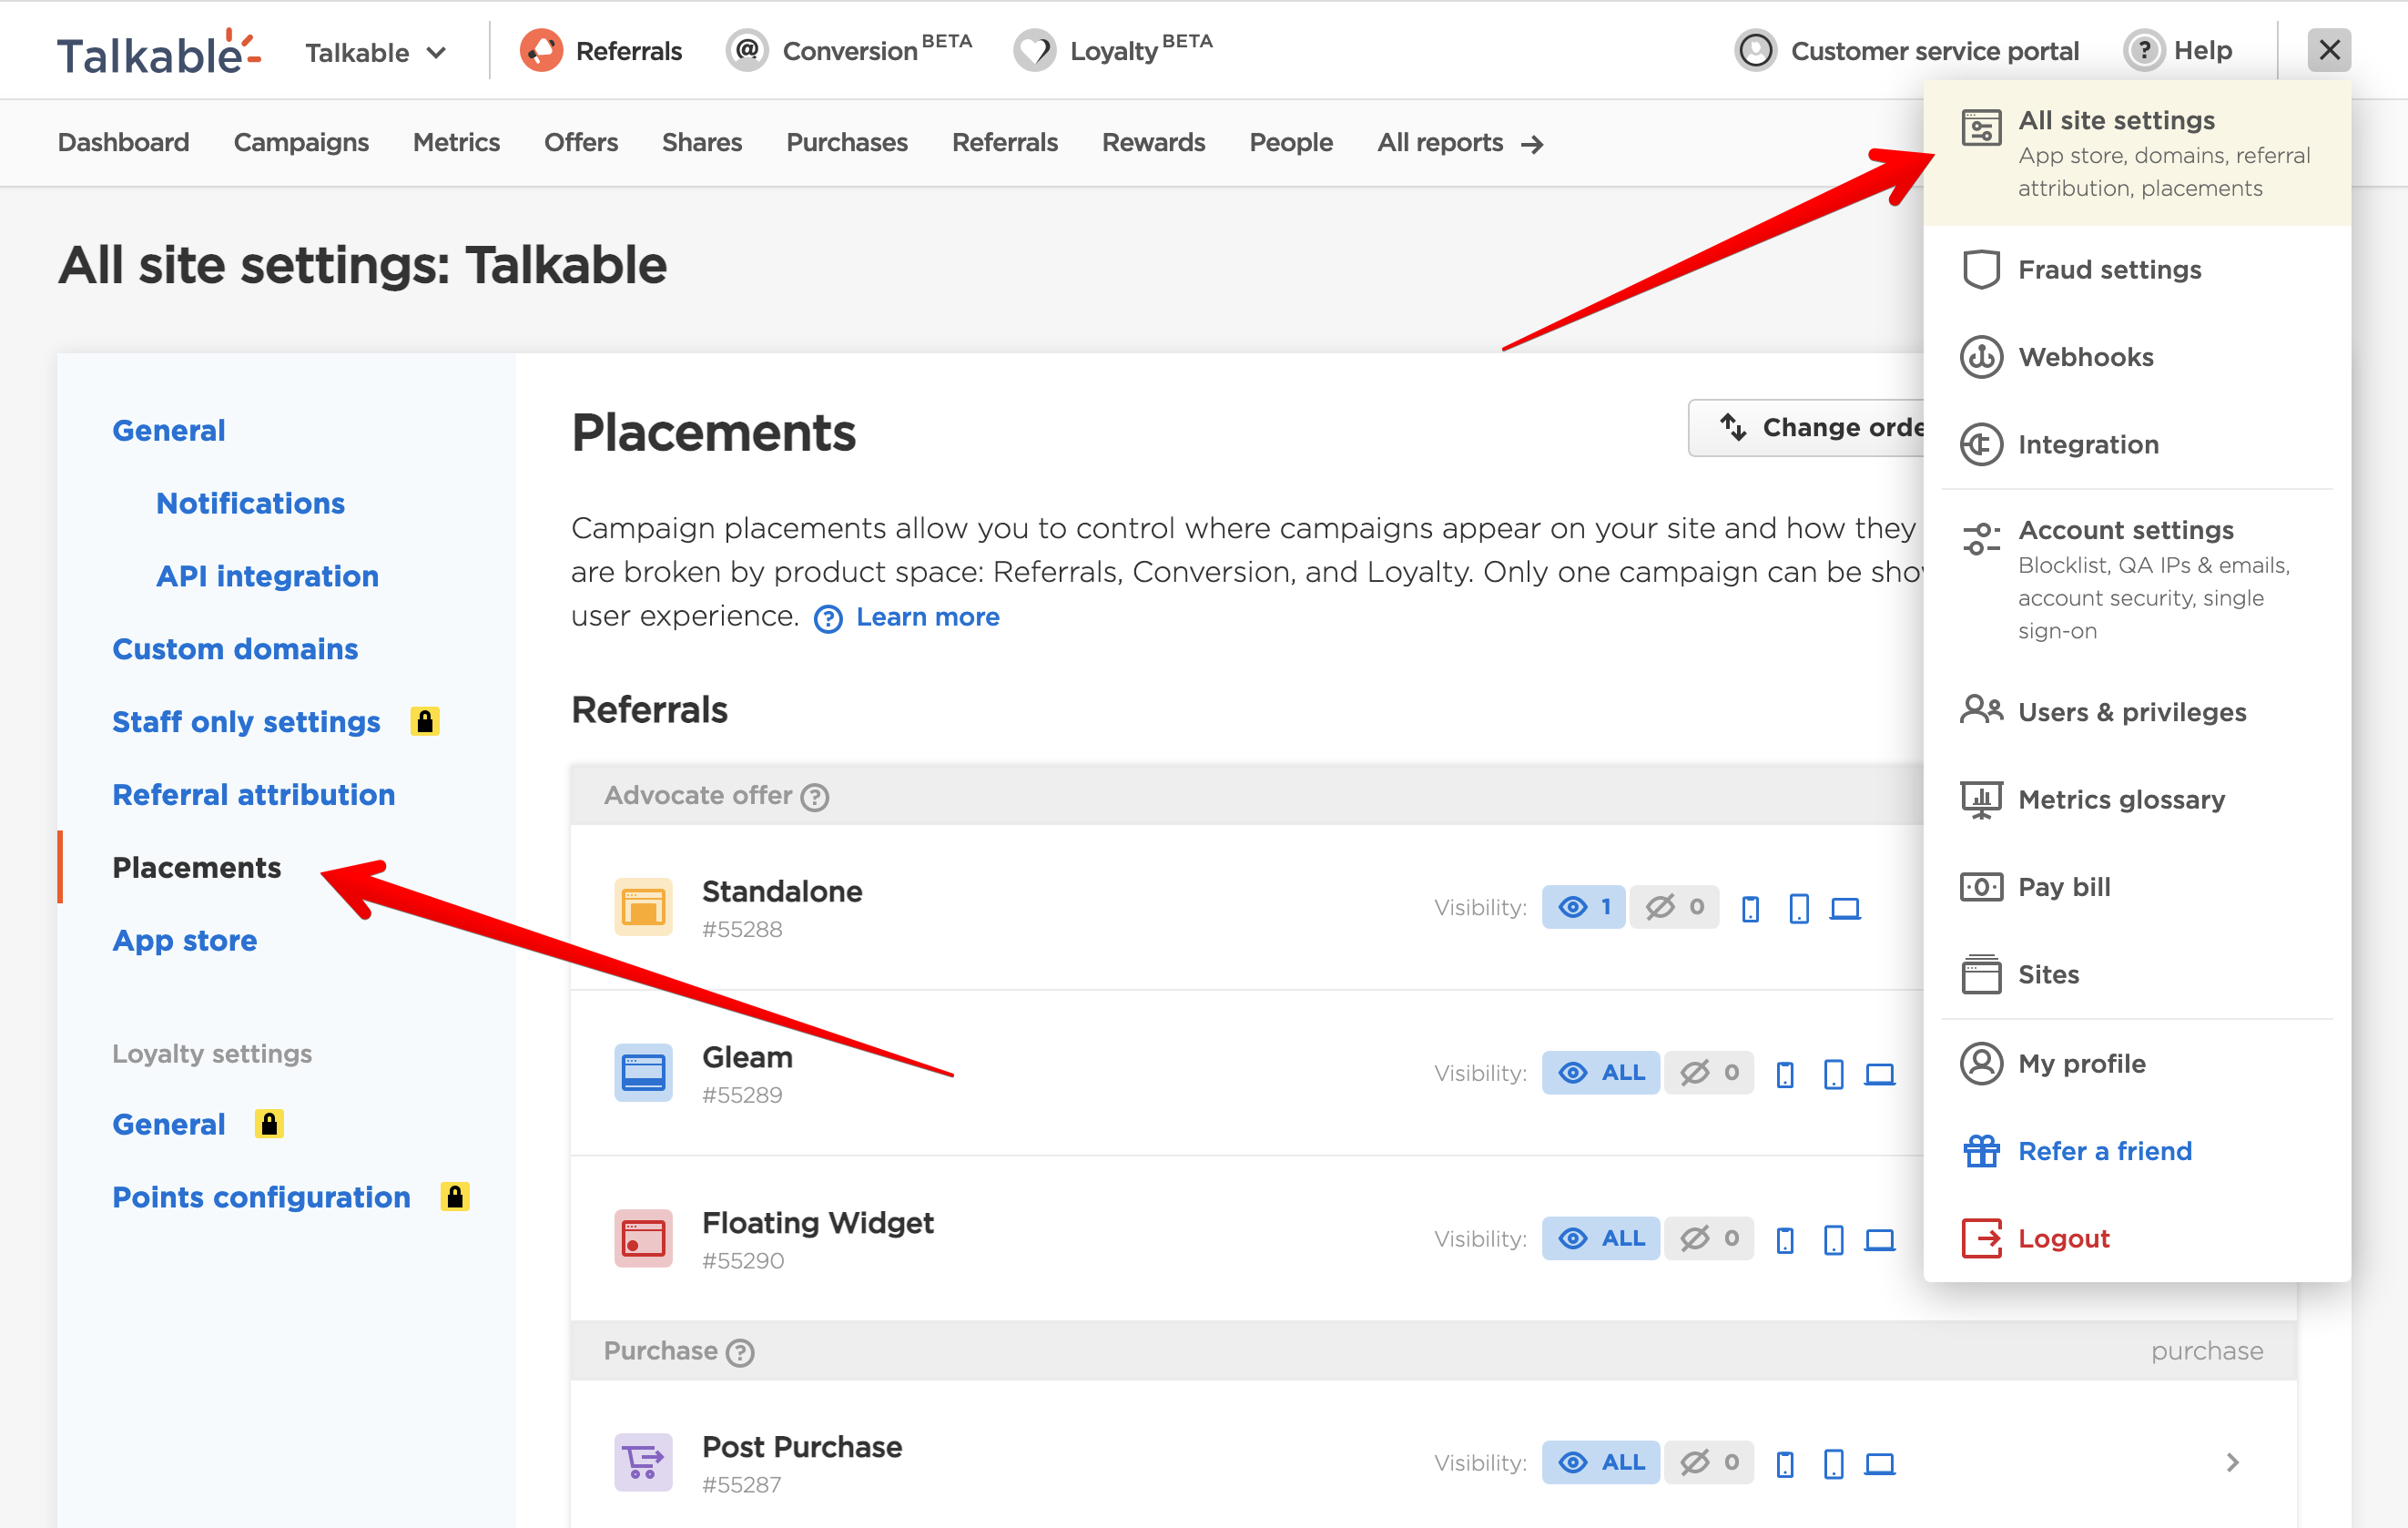 Talkable
Talkable
Referrals
Conversion BETA
Loyalty BETA
Customer service portal
? Help
Dashboard
Campaigns
Metrics
Offers
Shares
Purchases
Referrals
Rewards
People
All reports →
All site settings
App store, domains, referral
attribution, placements
Fraud settings
Webhooks
Integration
Account settings
Blocklist, QA IPs & emails,
account security, single
sign-on
Users & privileges
Metrics glossary
Pay bill
Sites
My profile
Refer a friend
Logout
All site settings: Talkable
General
Notifications
API integration
Custom domains
Staff only settings
Referral attribution
Placements
App store
Loyalty settings
General
Points configuration
Placements
Change orde
Campaign placements allow you to control where campaigns appear on your site and how they
are broken by product space: Referrals, Conversion, and Loyalty. Only one campaign can be sho
user experience. ? Learn more
Referrals
Advocate offer ?
Standalone
#55288
Visibility: 1 0
Gleam
#55289
Visibility: ALL 0
Floating Widget
#55290
Visibility: ALL 0
Purchase ?
purchase
Post Purchase
#55287
Visibility: ALL 0